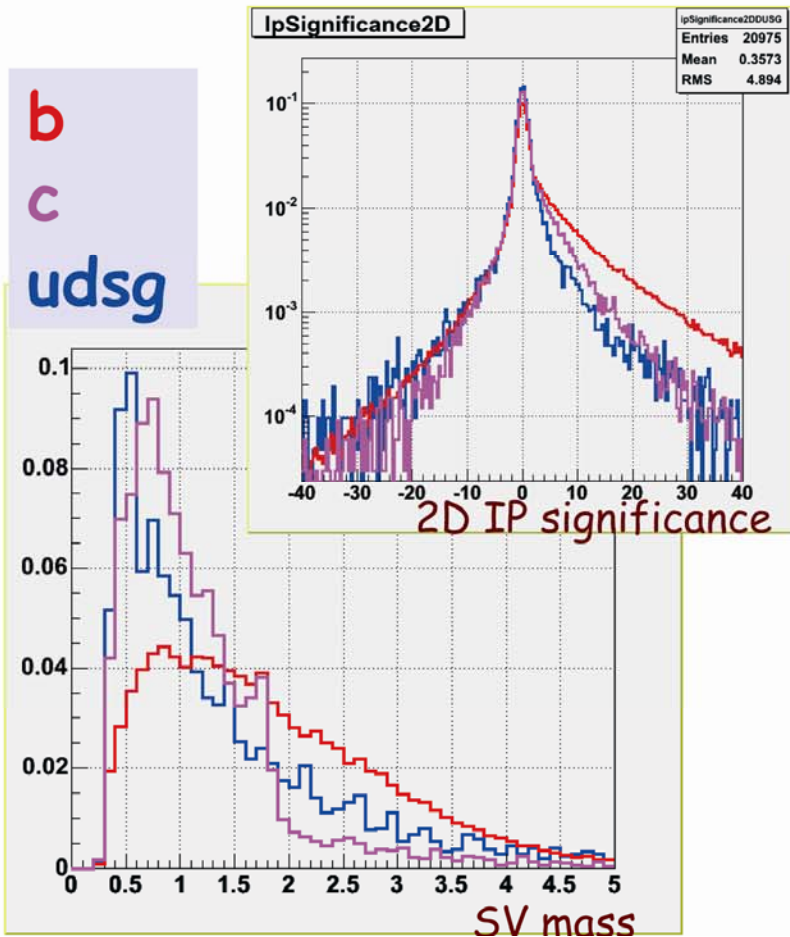 IpSignificance2D
ipSignificance2DDUSG
Entries 20975
Mean 0.3573
RMS 4.894
b
c
udsg
10-1
10-2
10-3
10-4
-40 -30 -20 -10 0 10 20 30 40
2D IP significance
0.1
0.08
0.06
0.04
0.02
0
0 0.5 1 1.5 2 2.5 3 3.5 4 4.5 5
SV mass